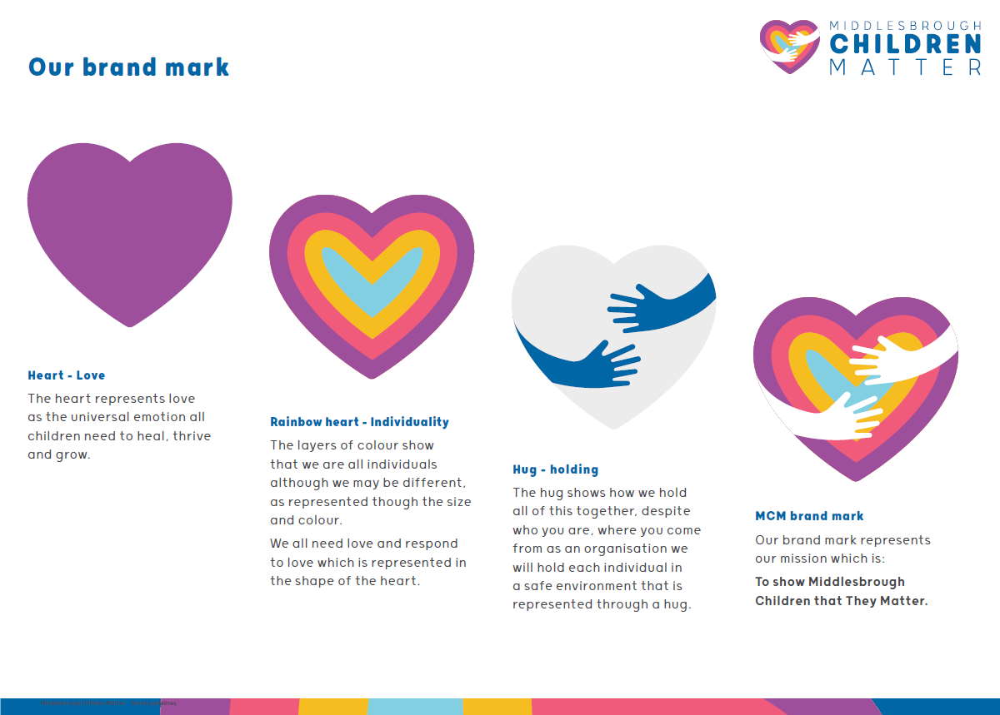 Our brand mark
MIDDLESBROUGH
CHILDREN
MATTER
Heart - Love
The heart represents love
as the universal emotion all
children need to heal, thrive
and grow.
Rainbow heart - Individuality
The layers of colour show
that we are all individuals
although we may be different,
as represented though the size
and colour.
We all need love and respond
to love which is represented in
the shape of the heart.
Hug - holding
The hug shows how we hold
all of this together, despite
who you are, where you come
from as an organisation we
will hold each individual in
a safe environment that is
represented through a hug.
MCM brand mark
Our brand mark represents
our mission which is:
To show Middlesbrough
Children that They Matter.